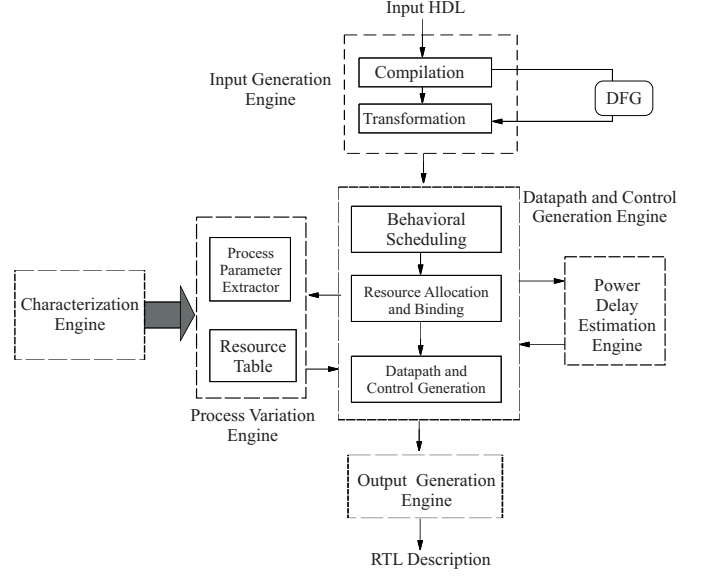 Input HDL
Input Generation
Engine
Compilation
Transformation
DFG
Datapath and Control
Generation Engine
Behavioral
Scheduling
Resource Allocation
and Binding
Datapath and
Control Generation
Process
Parameter
Extractor
Resource
Table
Process Variation
Engine
Characterization
Engine
Power
Delay
Estimation
Engine
Output Generation
Engine
RTL Description